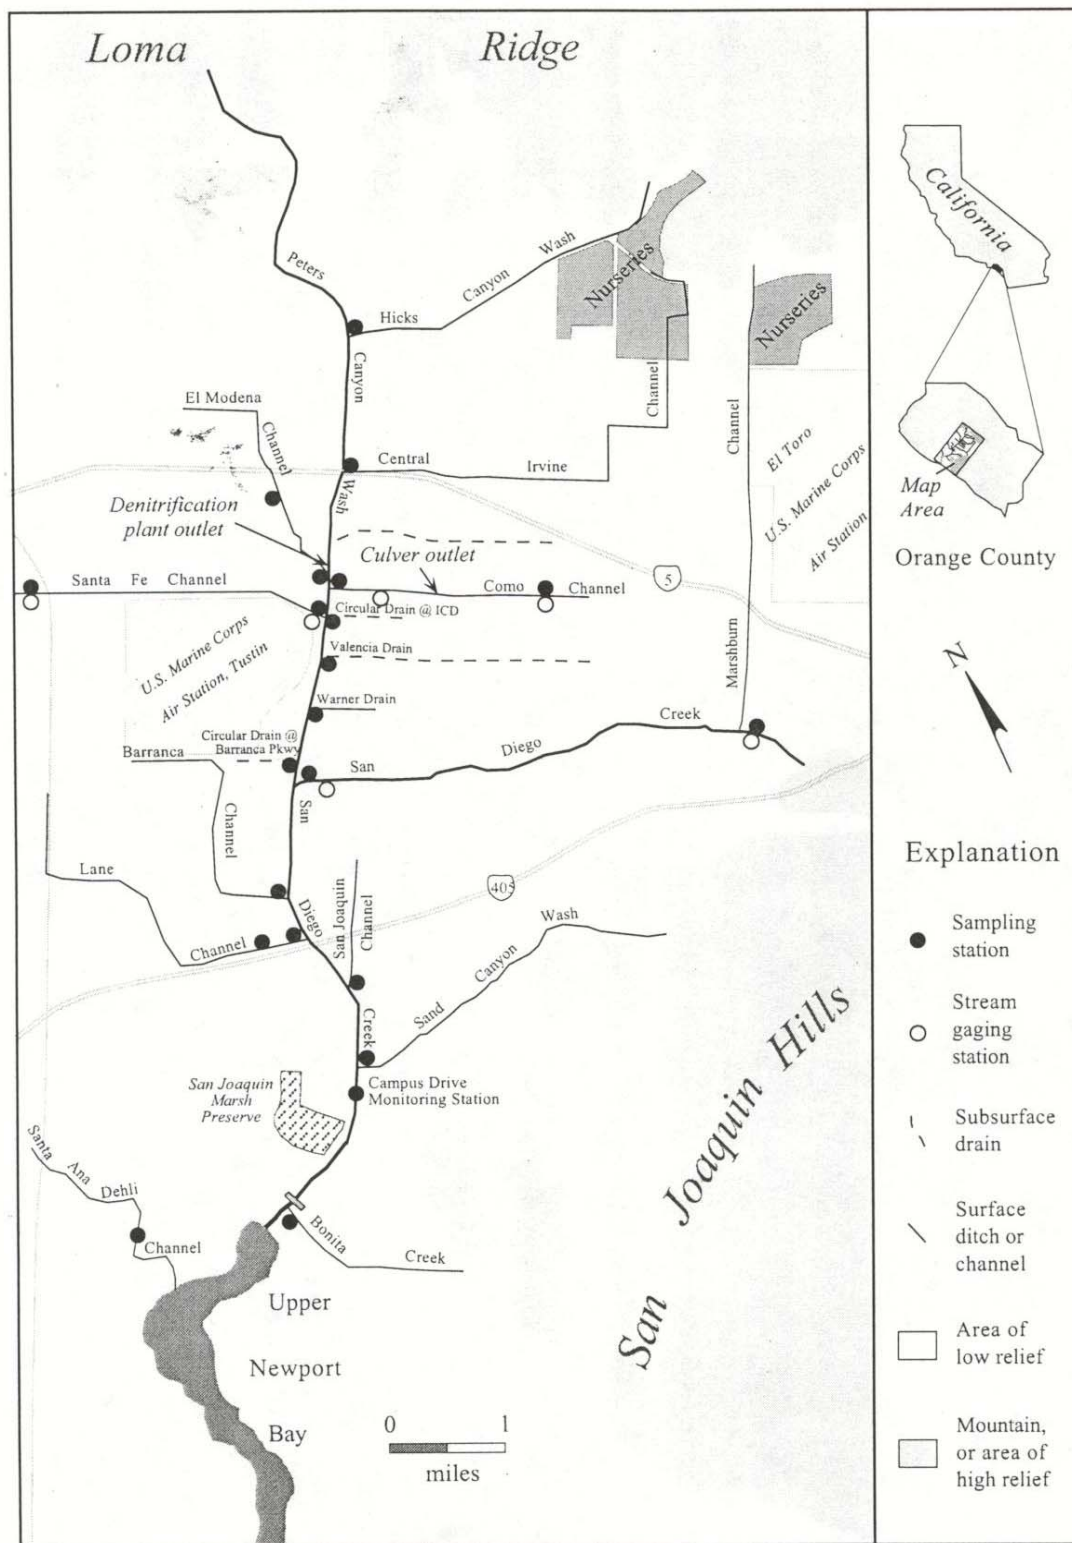 Loma Ridge
Peters
Canyon
Wash
Hicks
Canyon
Wash
Nurseries
Nurseries
Channel
Channel
El Modena
Channel
Central
Irvine
El Toro
U.S. Marine Corps
Air Station
Denitrification
plant outlet
Culver outlet
5
Santa Fe Channel
Como Channel
Circular Drain @ ICD
U.S. Marine Corps
Air Station, Tustin
Valencia Drain
Marshburn
Warner Drain
Circular Drain @
Barranca Pkwy
Barranca
Channel
San
Diego
Creek
San
Diego
Creek
Lane
Channel
405
San Joaquin
Channel
Sand
Canyon
Wash
San Joaquin
Marsh
Preserve
Campus Drive
Monitoring Station
Santa
Ana
Dehli
Channel
Bonita
Creek
Upper
Newport
Bay
San Joaquin Hills
0 1
miles
California
Map
Area
Orange County
N
Explanation
Sampling
station
Stream
gaging
station
Subsurface
drain
Surface
ditch or
channel
Area of
low relief
Mountain,
or area of
high relief